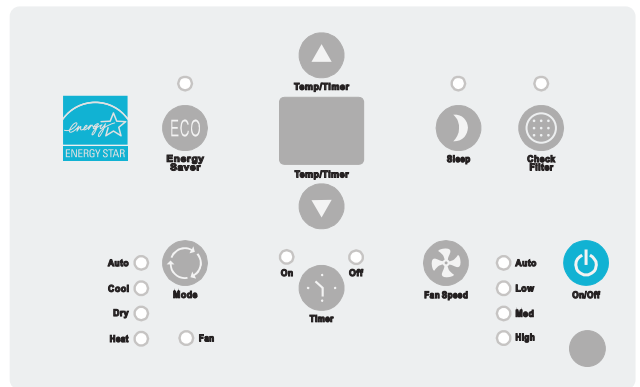 Temp/Timer
energy
ENERGY STAR
ECO
Energy
Saver
Temp/Timer
Sleep
Check
Filter
Auto
Cool
Dry
Heat
Mode
Fan
On
Off
Timer
Fan Speed
Auto
Low
Med
High
On/Off